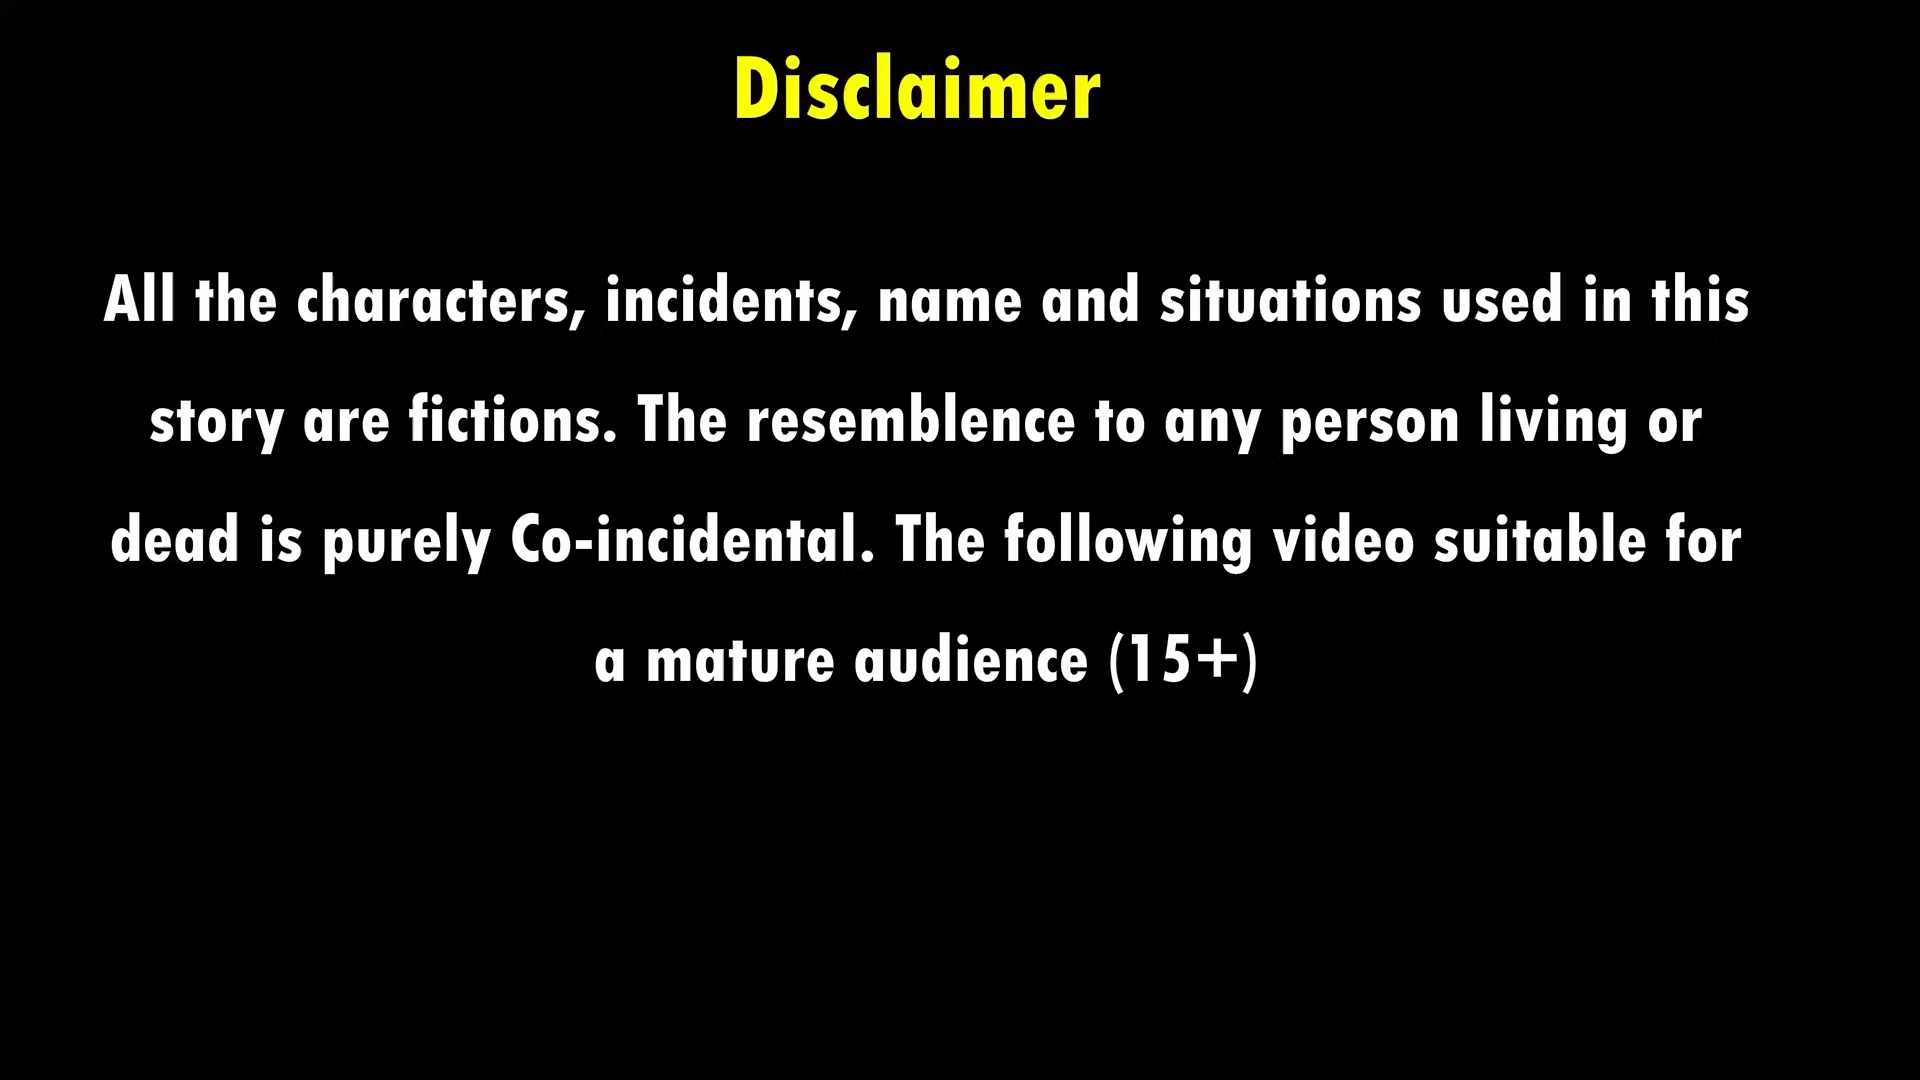 Disclaimer
All the characters, incidents, name and situations used in this
story are fictions. The resemblence to any person living or
dead is purely Co-incidental. The following video suitable for
a mature audience (15+)